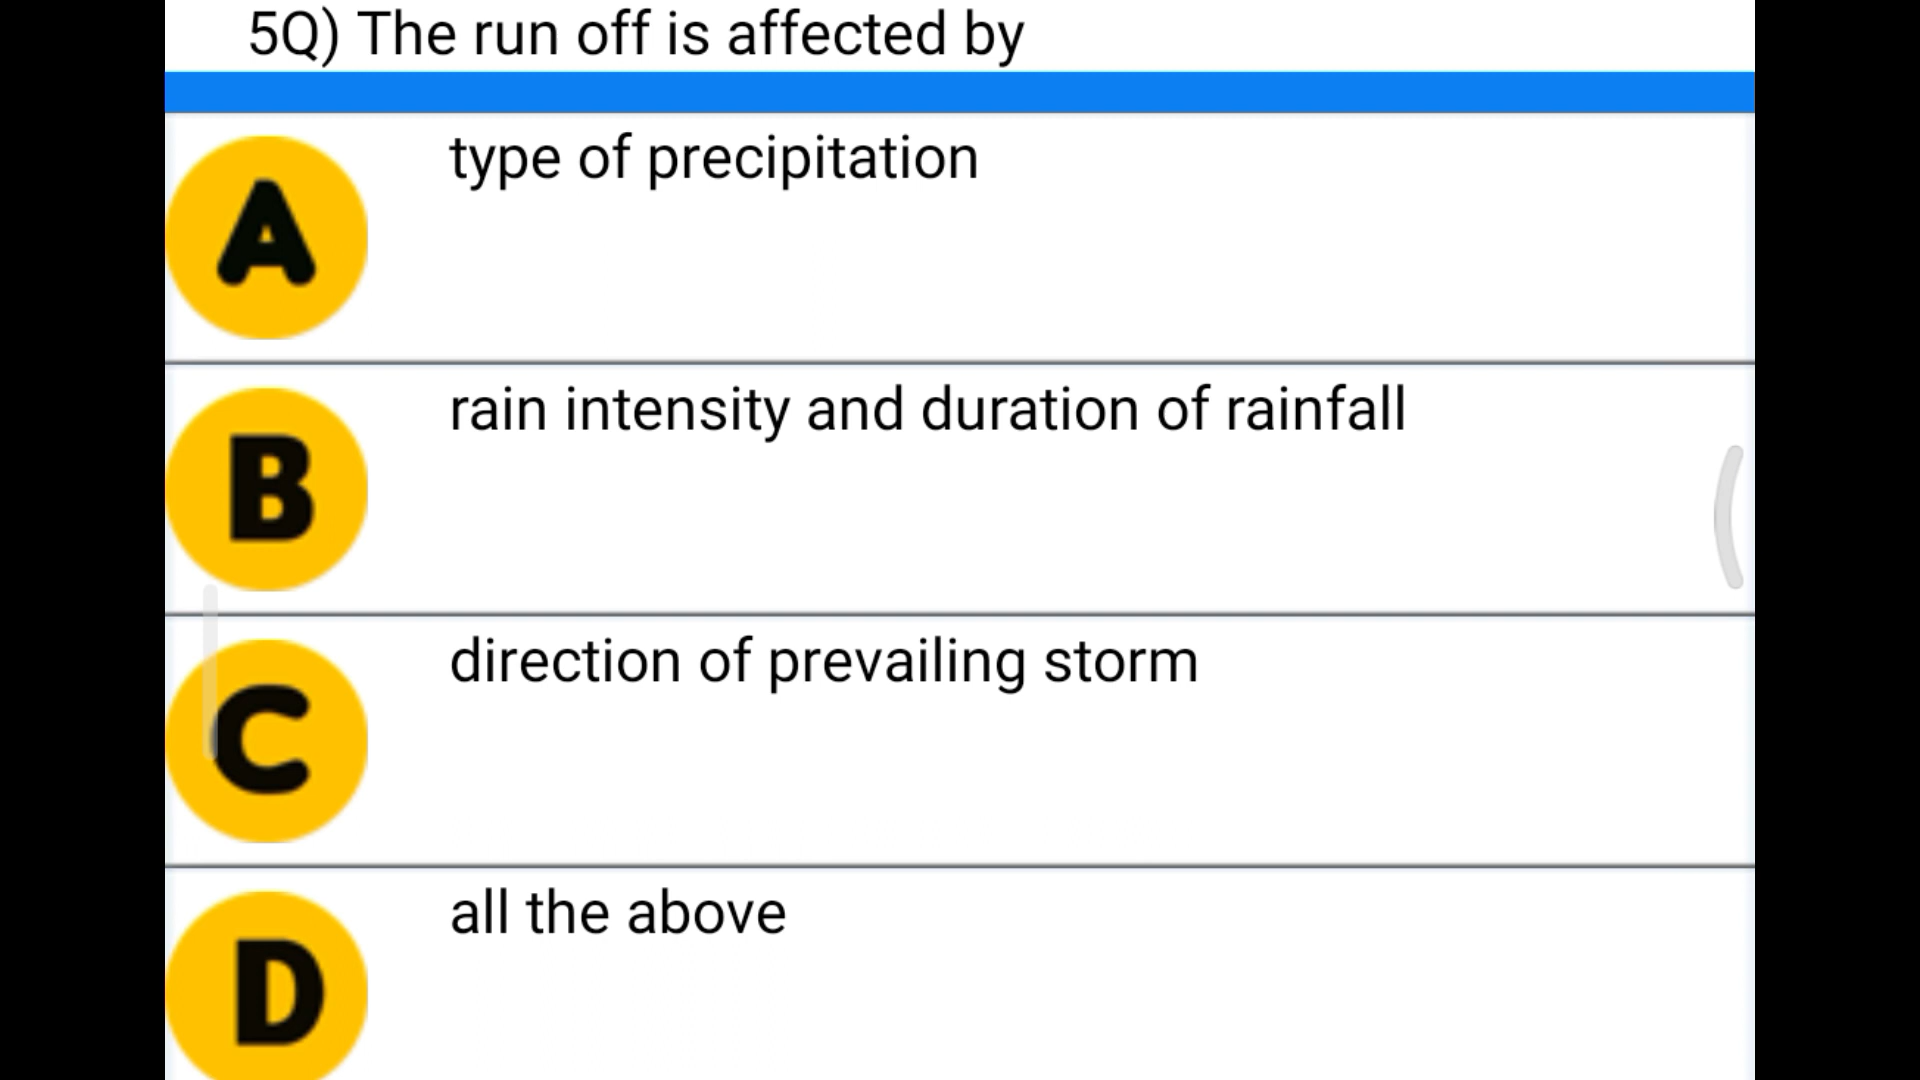 5Q) The run off is affected by
A type of precipitation
B rain intensity and duration of rainfall
C direction of prevailing storm
D all the above